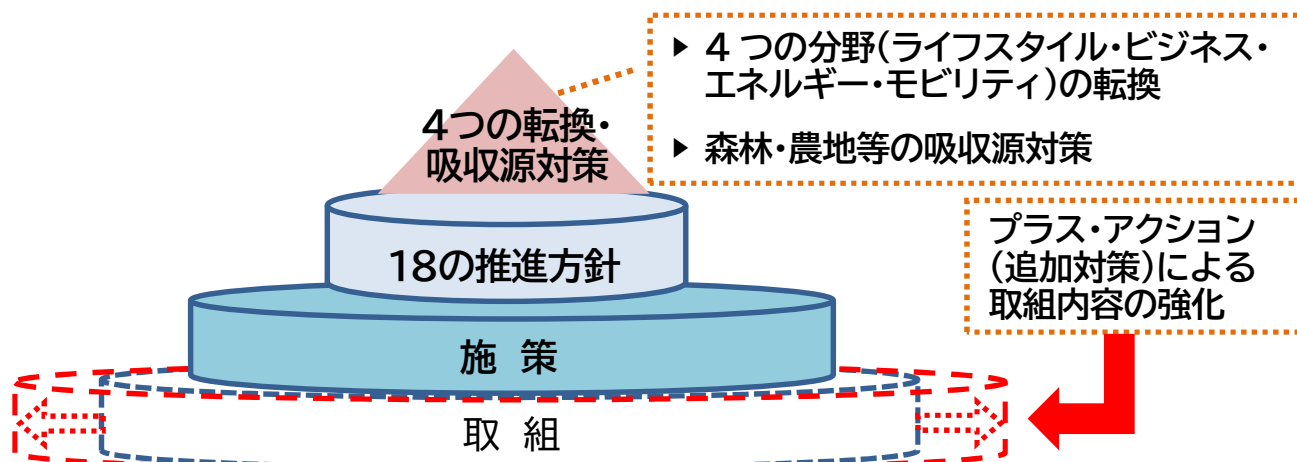 ▶ 4つの分野(ライフスタイル・ビジネス・
エネルギー・モビリティ)の転換
▶ 森林・農地等の吸収源対策
4つの転換・
吸収源対策
18の推進方針
プラス・アクション
(追加対策)による
取組内容の強化
施 策
取 組